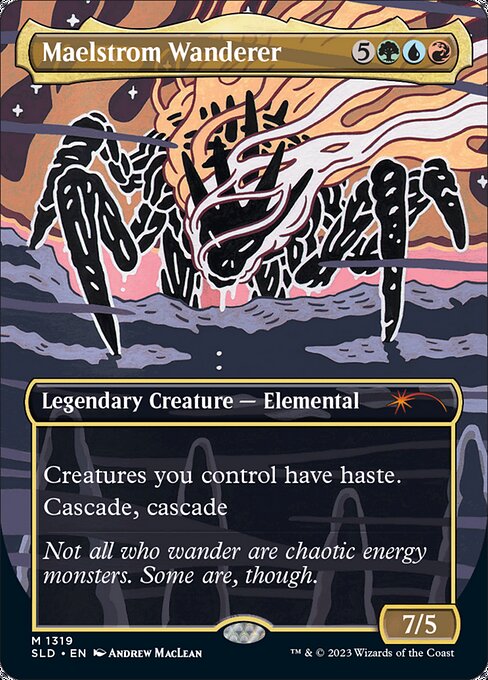 Maelstrom Wanderer 5
Legendary Creature — Elemental
Creatures you control have haste.
Cascade, cascade
Not all who wander are chaotic energy
monsters. Some are, though.
7/5
M 1319
SLD • EN Andrew MacLean
™ & © 2023 Wizards of the Coast